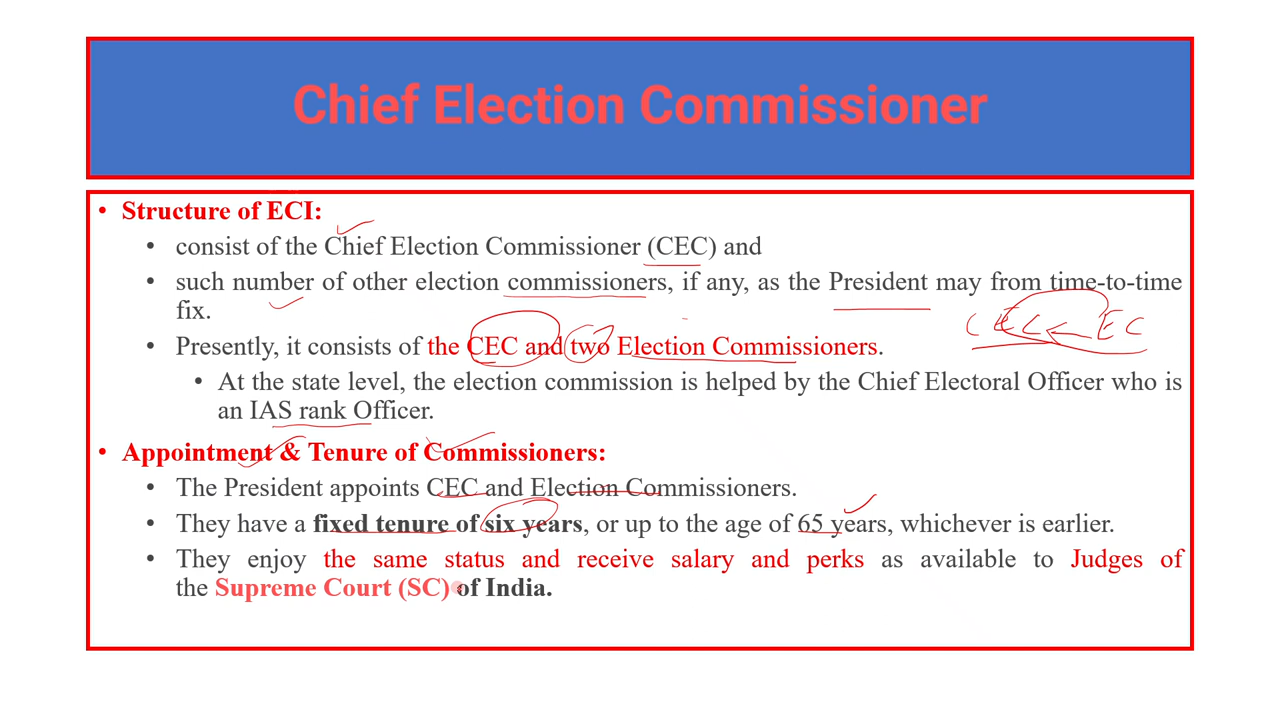 Chief Election Commissioner
• Structure of ECI:
• consist of the Chief Election Commissioner (CEC) and
• such number of other election commissioners, if any, as the President may from time-to-time
fix.
CEC EC
• Presently, it consists of the CEC and two Election Commissioners.
• At the state level, the election commission is helped by the Chief Electoral Officer who is
an IAS rank Officer.
• Appointment & Tenure of Commissioners:
• The President appoints CEC and Election Commissioners.
• They have a fixed tenure of six years, or up to the age of 65 years, whichever is earlier.
• They enjoy the same status and receive salary and perks as available to Judges of
the Supreme Court (SC) of India.